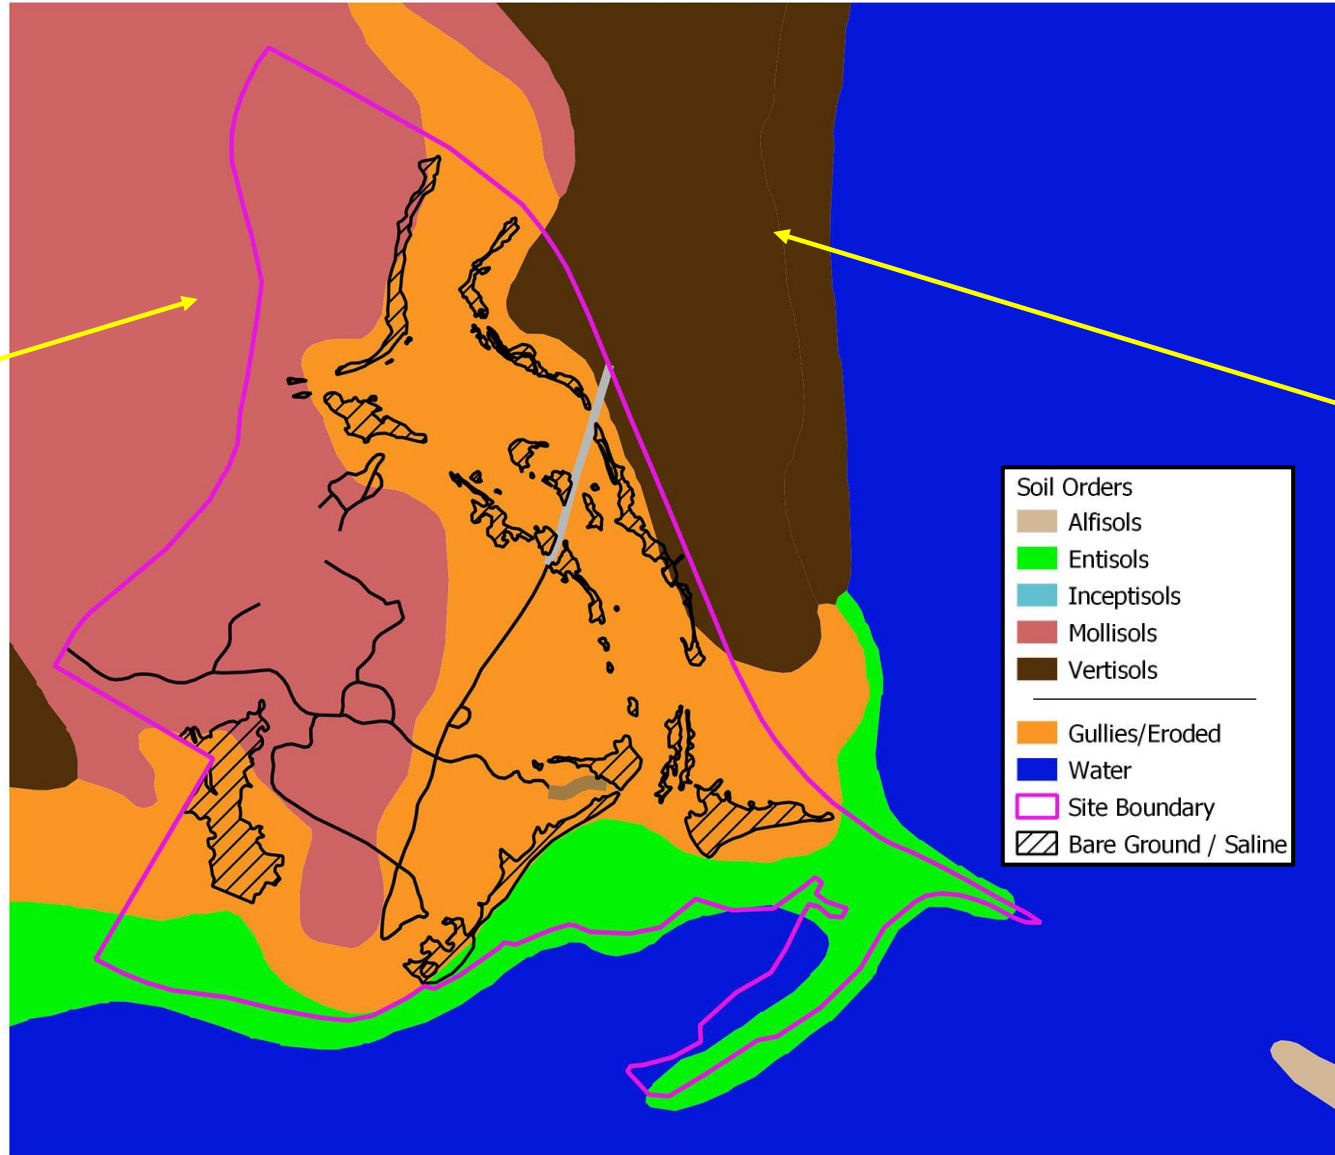 Soil Orders
Alfisols
Entisols
Inceptisols
Mollisols
Vertisols
Gullies/Eroded
Water
Site Boundary
Bare Ground / Saline